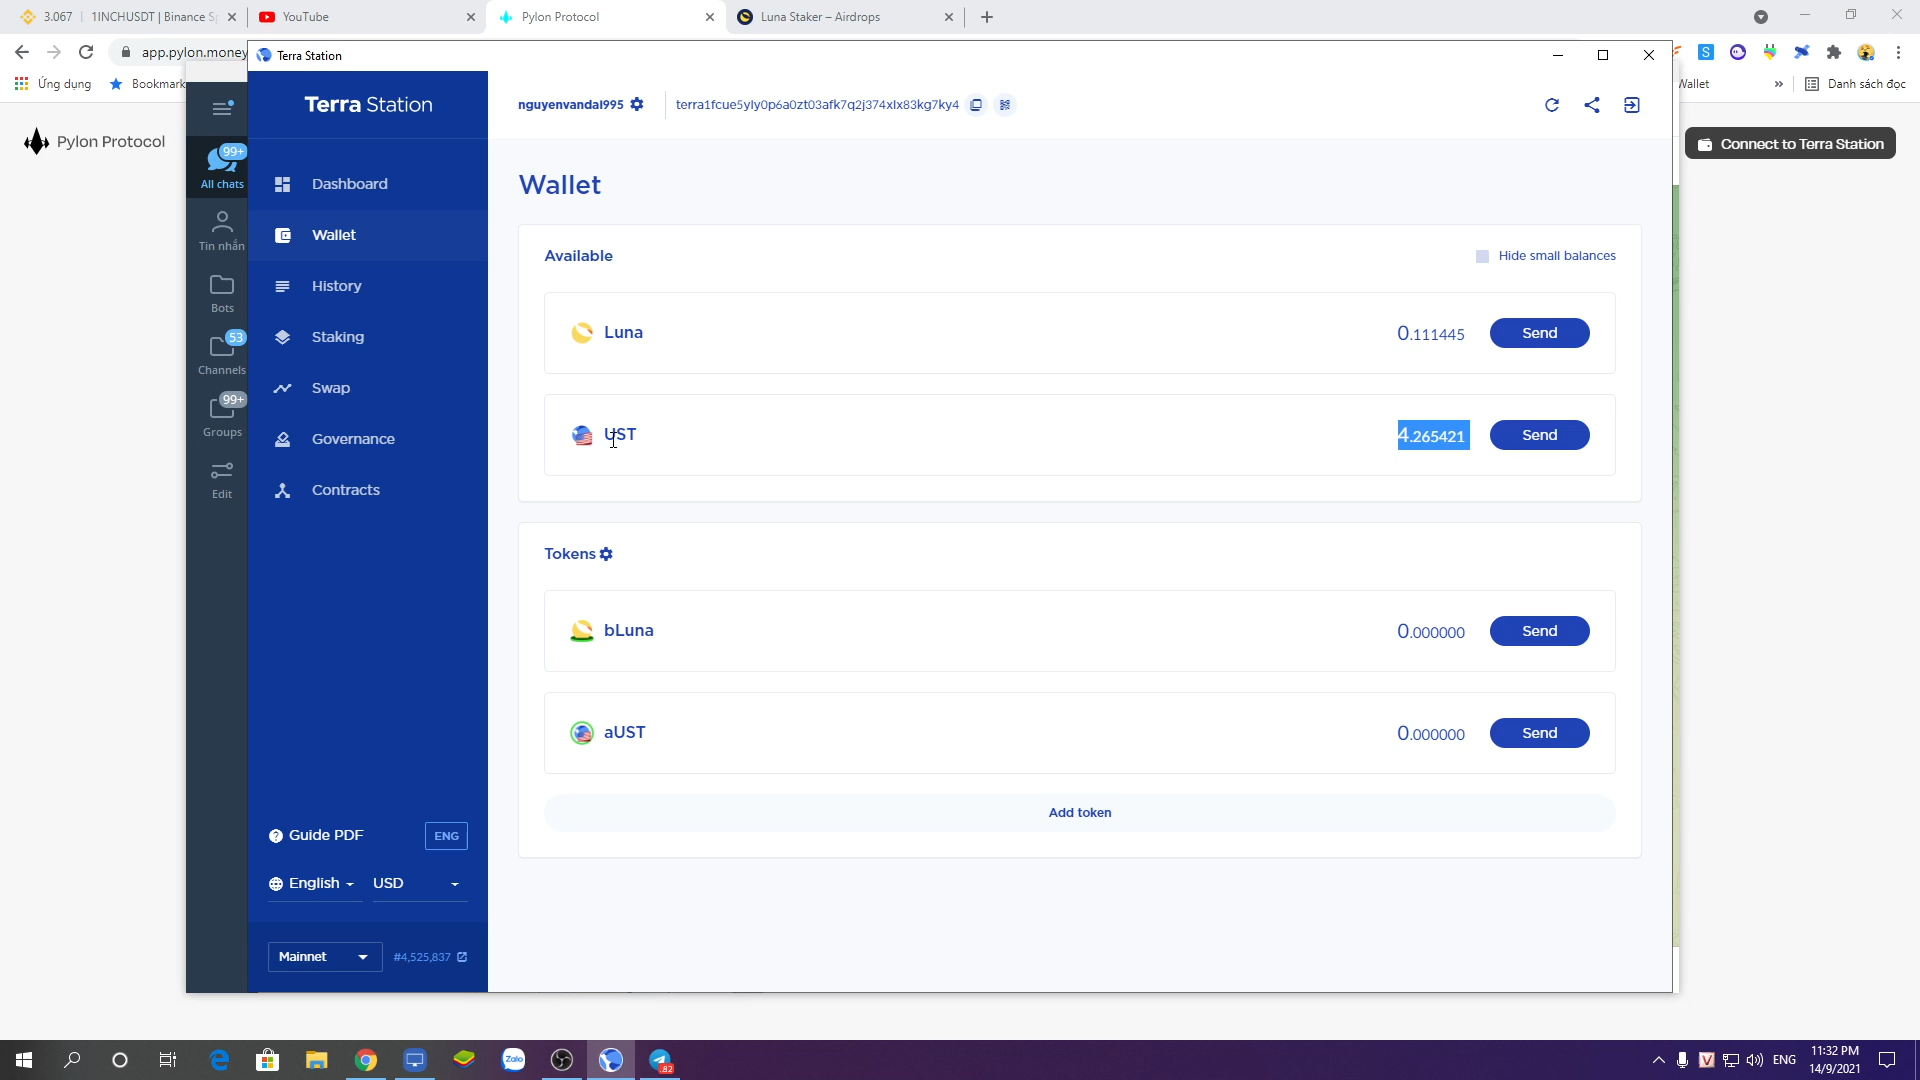 3.067 | 1INCHUSDT | Binance Sp
YouTube
Pylon Protocol
Luna Staker – Airdrops
app.pylon.money
Ứng dụng
Bookmark
Wallet
Danh sách đọc
Pylon Protocol
Connect to Terra Station
99+
All chats
Tin nhắn
Bots
53
Channels
99+
Groups
Edit
Terra Station
Terra Station
nguyenvandai995
terra1fcue5yly0p6a0zt03afk7q2j374xlx83kg7ky4
Dashboard
Wallet
History
Staking
Swap
Governance
Contracts
Guide PDF
ENG
English
USD
Mainnet
#4,525,837
Wallet
Available
Hide small balances
Luna
0.111445
Send
UST
4.265421
Send
Tokens
bLuna
0.000000
Send
aUST
0.000000
Send
Add token
Zalo
82
ENG
11:32 PM
14/9/2021